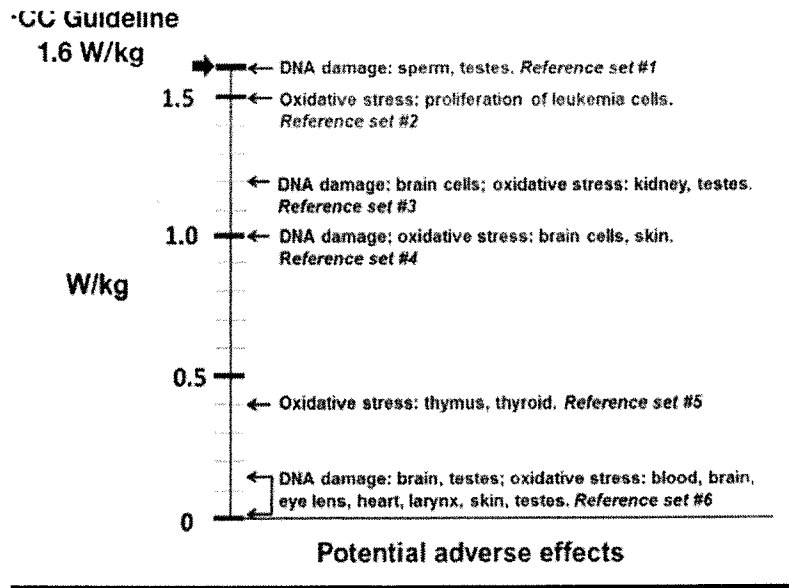 ·CC Guideline
1.6 W/kg
DNA damage: sperm, testes. Reference set #1
1.5
Oxidative stress: proliferation of leukemia cells.
Reference set #2
DNA damage: brain cells; oxidative stress: kidney, testes.
Reference set #3
1.0
DNA damage; oxidative stress: brain cells, skin.
Reference set #4
W/kg
0.5
Oxidative stress: thymus, thyroid. Reference set #5
DNA damage: brain, testes; oxidative stress: blood, brain,
eye lens, heart, larynx, skin, testes. Reference set #6
0
Potential adverse effects